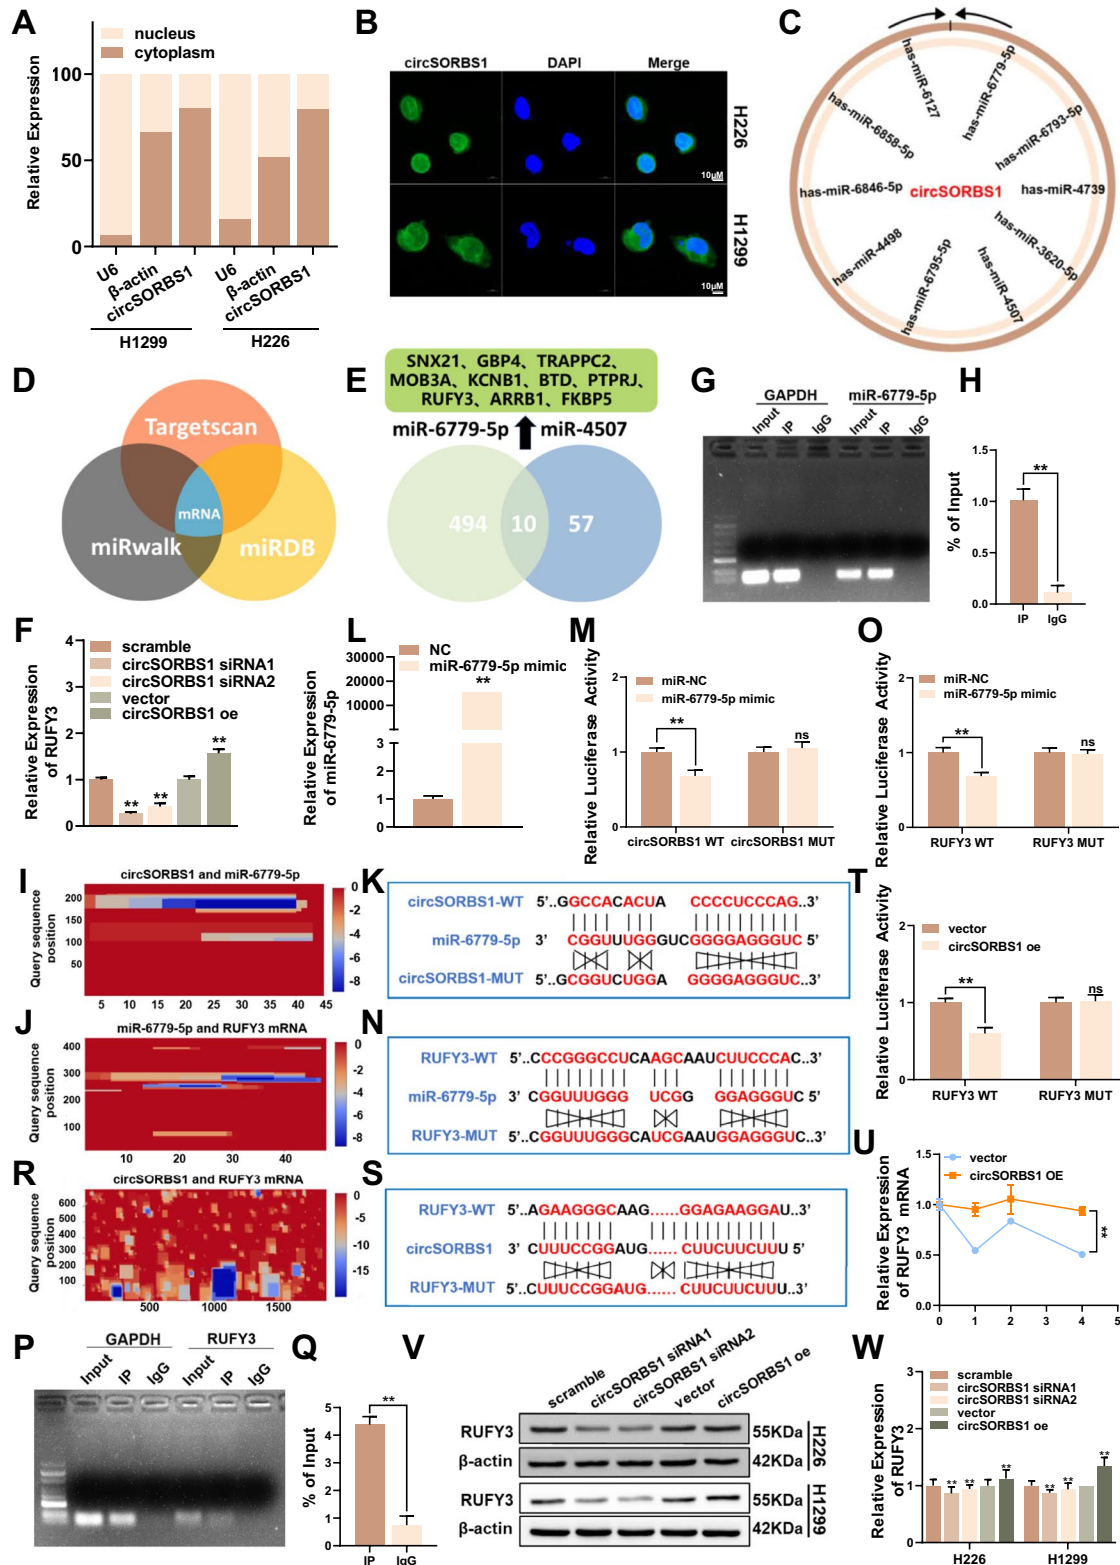 A
nucleus
cytoplasm
Relative Expression
100
50
0
U6
β-actin
circSORBS1
U6
β-actin
circSORBS1
H1299
H226
B
circSORBS1
DAPI
Merge
H226
10μM
H1299
10μM
C
has-miR-6127
has-miR-6779-5p
has-miR-6858-5p
has-miR-6793-5p
has-miR-6846-5p
circSORBS1
has-miR-4739
has-miR-4498
has-miR-3620-5p
has-miR-6795-5p
has-miR-4507
D
Targetscan
mRNA
miRwalk
miRDB
E
SNX21、GBP4、TRAPPC2、
MOB3A、KCNB1、BTD、PTPRJ、
RUFY3、ARRB1、FKBP5
miR-6779-5p
miR-4507
494
10
57
G
GAPDH
miR-6779-5p
Input
IP
IgG
Input
IP
IgG
H
% of Input
1.5
1.0
0.5
0.0
**
IP
IgG
F
Relative Expression
of RUFY3
4
3
2
1
0
scramble
circSORBS1 siRNA1
circSORBS1 siRNA2
vector
circSORBS1 oe
**
**
**
L
Relative Expression
of miR-6779-5p
30000
20000
10000
3
2
1
0
NC
miR-6779-5p mimic
**
M
Relative Luciferase Activity
2
1
0
miR-NC
miR-6779-5p mimic
**
ns
circSORBS1 WT
circSORBS1 MUT
O
Relative Luciferase Activity
2
1
0
miR-NC
miR-6779-5p mimic
**
ns
RUFY3 WT
RUFY3 MUT
I
circSORBS1 and miR-6779-5p
Query sequence
position
200
150
100
50
5
10
15
20
25
30
35
40
45
0
-2
-4
-6
-8
K
circSORBS1-WT
5'..GGCCACACUA CCCCUCCCAG..3'
miR-6779-5p
3' CGGUUUGGGUCGGGGAGGGUC 5'
circSORBS1-MUT
5'..GCGGUCUGGA GGGGAGGGUC..3'
T
Relative Luciferase Activity
2
1
0
vector
circSORBS1 oe
**
ns
RUFY3 WT
RUFY3 MUT
J
miR-6779-5p and RUFY3 mRNA
Query sequence
position
400
300
200
100
10
20
30
40
0
-2
-4
-6
-8
N
RUFY3-WT
5'..CCCGGGCCUCAAGCAAUCUUCCCAC..3'
miR-6779-5p
3' CGGUUUGGG UCGG GGAGGGUC 5'
RUFY3-MUT
5'..CGGUUUGGGCAUCGAAUGGAGGGUC..3'
R
circSORBS1 and RUFY3 mRNA
Query sequence
position
600
500
400
300
200
100
500
1000
1500
0
-5
-10
-15
S
RUFY3-WT
5'..AGAAGGGCAAG......GGAGAAGGAU..3'
circSORBS1
3' CUUUCCGGAUG......CUUCUUCUUU 5'
RUFY3-MUT
5'..CUUUCCGGAUG......CUUCUUCUUU..3'
U
Relative Expression
of RUFY3 mRNA
1.5
1.0
0.5
0.0
vector
circSORBS1 OE
**
0
1
2
3
4
5
P
GAPDH
RUFY3
Input
IP
IgG
Input
IP
IgG
Q
% of Input
5
4
3
2
1
0
**
IP
IgG
V
scramble
circSORBS1 siRNA1
circSORBS1 siRNA2
vector
circSORBS1 oe
RUFY3
55KDa
β-actin
42KDa
H226
RUFY3
55KDa
β-actin
42KDa
H1299
W
Relative Expression
of RUFY3
3
2
1
0
scramble
circSORBS1 siRNA1
circSORBS1 siRNA2
vector
circSORBS1 oe
**
**
**
**
**
**
H226
H1299